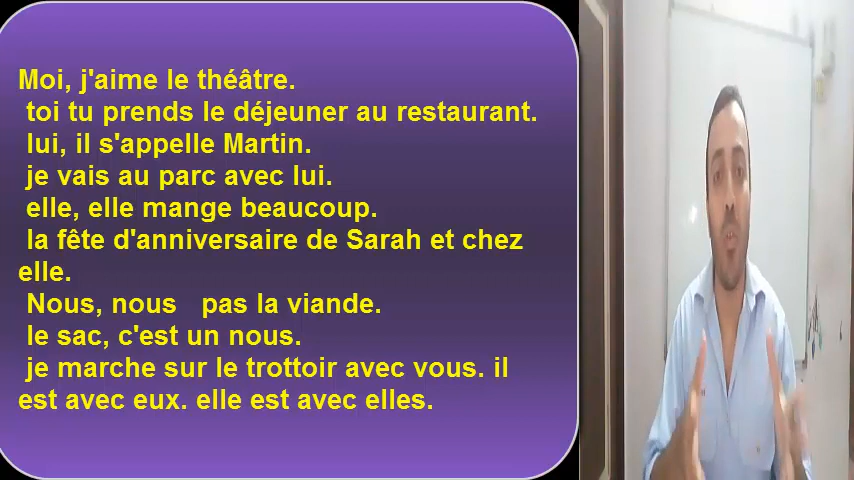 Moi, j'aime le théâtre.
toi tu prends le déjeuner au restaurant.
lui, il s'appelle Martin.
je vais au parc avec lui.
elle, elle mange beaucoup.
la fête d'anniversaire de Sarah et chez
elle.
Nous, nous pas la viande.
le sac, c'est un nous.
je marche sur le trottoir avec vous. il
est avec eux. elle est avec elles.